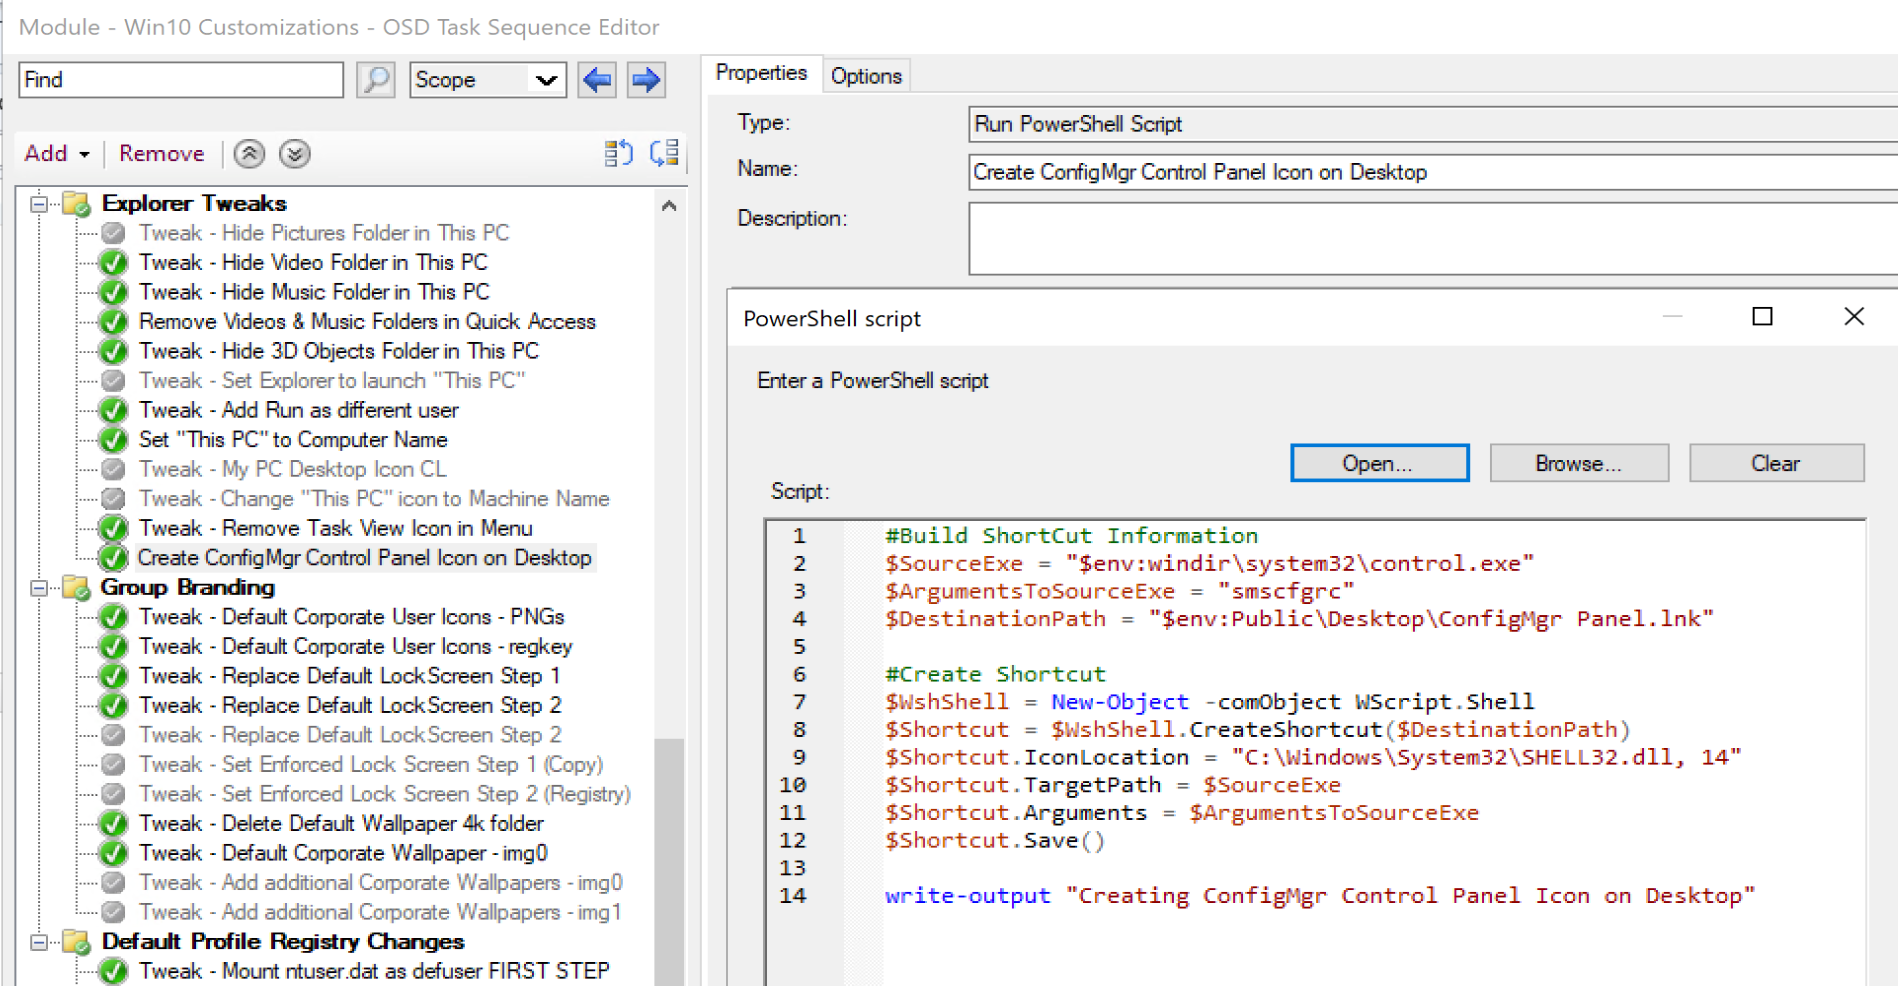 Module - Win10 Customizations - OSD Task Sequence Editor
Find
Scope
Add
Remove
Explorer Tweaks
Tweak - Hide Pictures Folder in This PC
Tweak - Hide Video Folder in This PC
Tweak - Hide Music Folder in This PC
Remove Videos & Music Folders in Quick Access
Tweak - Hide 3D Objects Folder in This PC
Tweak - Set Explorer to launch "This PC"
Tweak - Add Run as different user
Set "This PC" to Computer Name
Tweak - My PC Desktop Icon CL
Tweak - Change "This PC" icon to Machine Name
Tweak - Remove Task View Icon in Menu
Create ConfigMgr Control Panel Icon on Desktop
Group Branding
Tweak - Default Corporate User Icons - PNGs
Tweak - Default Corporate User Icons - regkey
Tweak - Replace Default LockScreen Step 1
Tweak - Replace Default LockScreen Step 2
Tweak - Replace Default LockScreen Step 2
Tweak - Set Enforced Lock Screen Step 1 (Copy)
Tweak - Set Enforced Lock Screen Step 2 (Registry)
Tweak - Delete Default Wallpaper 4k folder
Tweak - Default Corporate Wallpaper - img0
Tweak - Add additional Corporate Wallpapers - img0
Tweak - Add additional Corporate Wallpapers - img1
Default Profile Registry Changes
Tweak - Mount ntuser.dat as defuser FIRST STEP
Properties
Options
Type:
Run PowerShell Script
Name:
Create ConfigMgr Control Panel Icon on Desktop
Description:
PowerShell script
Enter a PowerShell script
Open...
Browse...
Clear
Script:
1 #Build ShortCut Information
2 $SourceExe = "$env:windir\system32\control.exe"
3 $ArgumentsToSourceExe = "smscfgrc"
4 $DestinationPath = "$env:Public\Desktop\ConfigMgr Panel.lnk"
5
6 #Create Shortcut
7 $WshShell = New-Object -comObject WScript.Shell
8 $Shortcut = $WshShell.CreateShortcut($DestinationPath)
9 $Shortcut.IconLocation = "C:\Windows\System32\SHELL32.dll, 14"
10 $Shortcut.TargetPath = $SourceExe
11 $Shortcut.Arguments = $ArgumentsToSourceExe
12 $Shortcut.Save()
13
14 write-output "Creating ConfigMgr Control Panel Icon on Desktop"